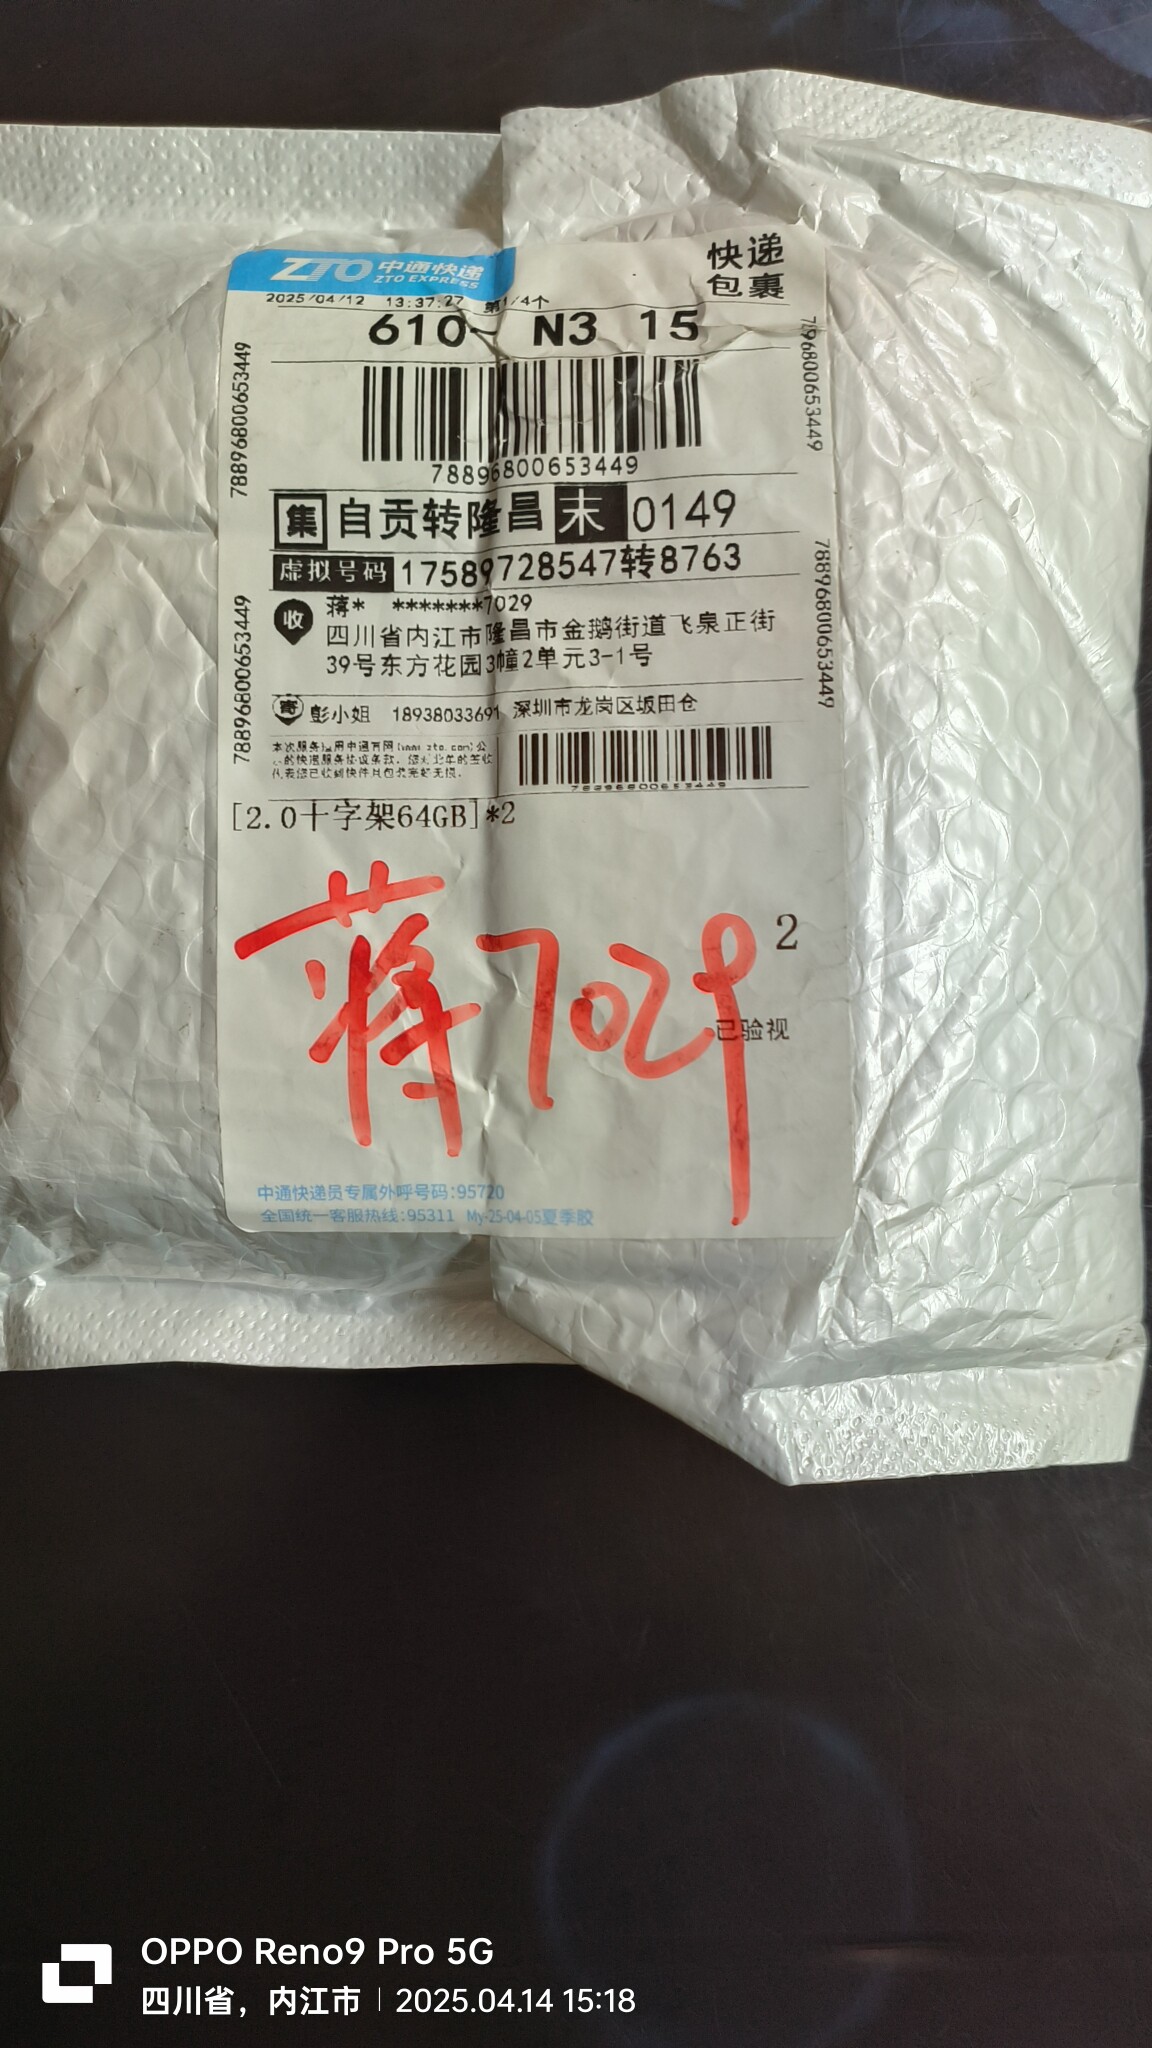 ZTO 中通快递
ZTO EXPRESS
快递
包裹
2025/04/12 13:37:27 第1/4个
610- N3 15
78896800653449
78896800653449
78896800653449
78896800653449
集 自贡转隆昌 末 0149
虚拟号码 17589728547转8763
收 蒋* *******7029
四川省内江市隆昌市金鹅街道飞泉正街
39号东方花园3幢2单元3-1号
寄 彭小姐 18938033691 深圳市龙岗区坂田仓
78896800653449
[2.0十字架64GB]*2
蒋7029
2
已验视
中通快递员专属外呼号码:95720
全国统一客服热线:95311 My-25-04-05夏季胶
OPPO Reno9 Pro 5G
四川省，内江市 | 2025.04.14 15:18